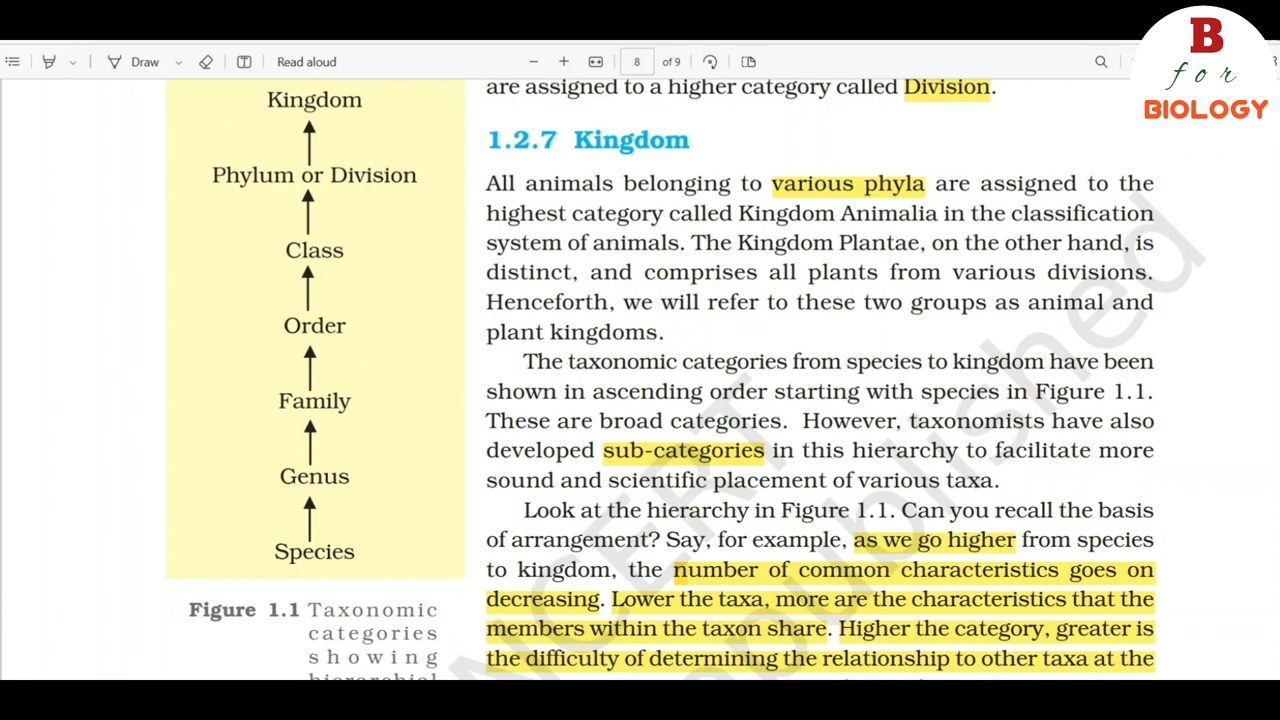 B
for
BIOLOGY
Draw
Read aloud
8 of 9
Kingdom
Phylum or Division
Class
Order
Family
Genus
Species
Figure 1.1 Taxonomic
categories
showing
are assigned to a higher category called Division.
1.2.7 Kingdom
All animals belonging to various phyla are assigned to the
highest category called Kingdom Animalia in the classification
system of animals. The Kingdom Plantae, on the other hand, is
distinct, and comprises all plants from various divisions.
Henceforth, we will refer to these two groups as animal and
plant kingdoms.
The taxonomic categories from species to kingdom have been
shown in ascending order starting with species in Figure 1.1.
These are broad categories. However, taxonomists have also
developed sub-categories in this hierarchy to facilitate more
sound and scientific placement of various taxa.
Look at the hierarchy in Figure 1.1. Can you recall the basis
of arrangement? Say, for example, as we go higher from species
to kingdom, the number of common characteristics goes on
decreasing. Lower the taxa, more are the characteristics that the
members within the taxon share. Higher the category, greater is
the difficulty of determining the relationship to other taxa at the
NCERT
published